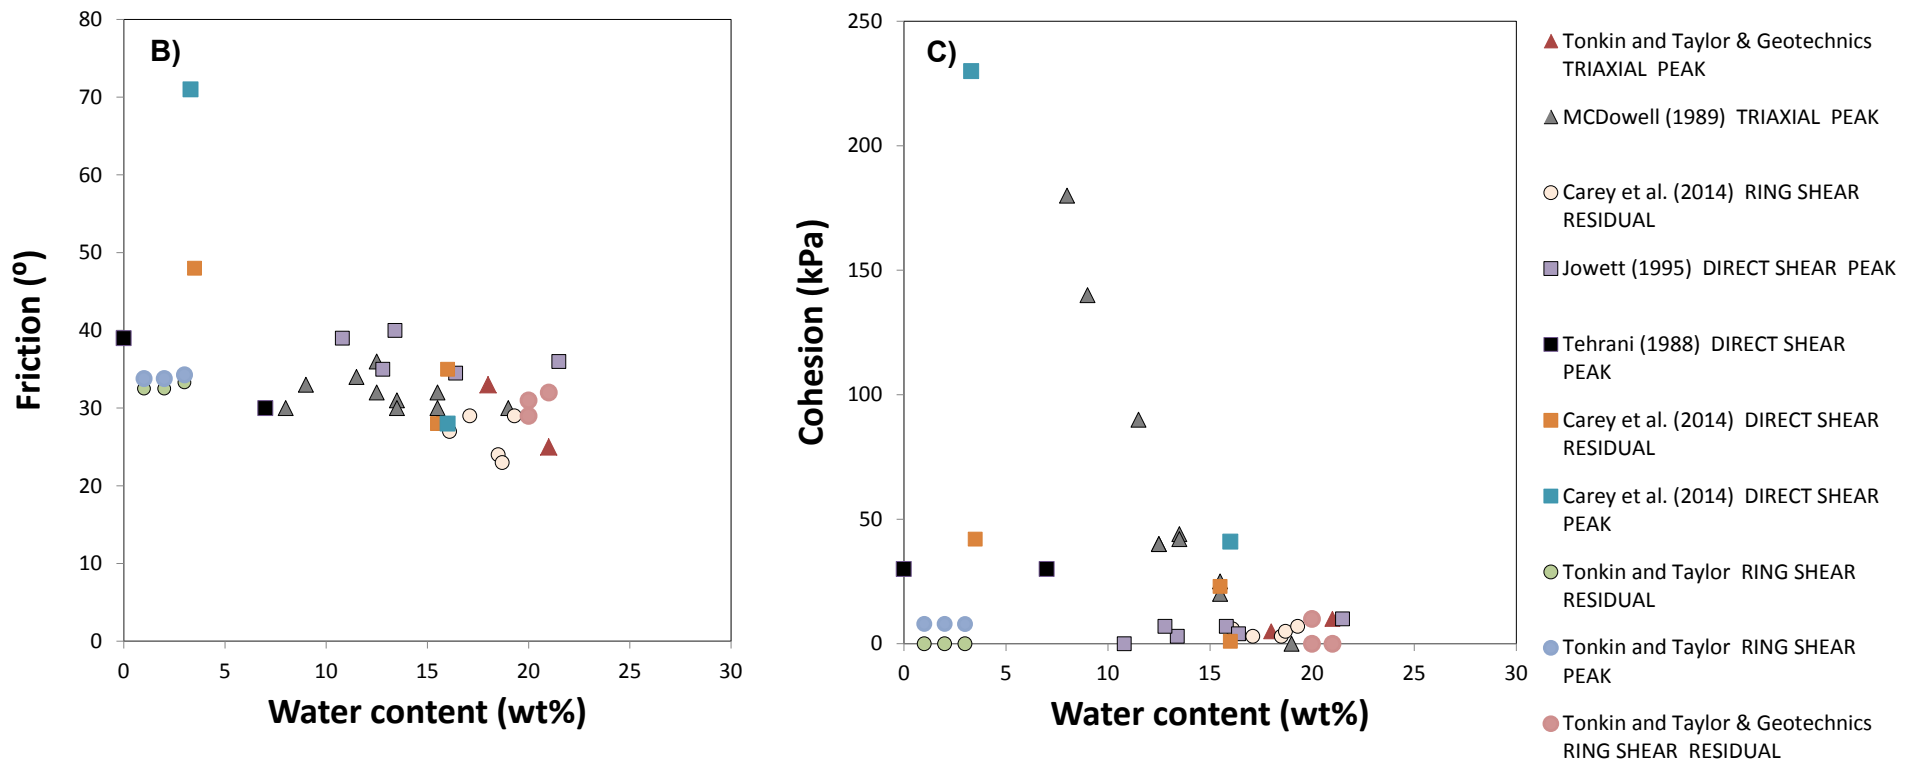 B)
Friction (º)
80
70
60
50
40
30
20
10
0
0 5 10 15 20 25 30
Water content (wt%)
C)
Cohesion (kPa)
250
200
150
100
50
0
0 5 10 15 20 25 30
Water content (wt%)
Tonkin and Taylor & Geotechnics
TRIAXIAL PEAK
MCDowell (1989) TRIAXIAL PEAK
Carey et al. (2014) RING SHEAR
RESIDUAL
Jowett (1995) DIRECT SHEAR PEAK
Tehrani (1988) DIRECT SHEAR
PEAK
Carey et al. (2014) DIRECT SHEAR
RESIDUAL
Carey et al. (2014) DIRECT SHEAR
PEAK
Tonkin and Taylor RING SHEAR
RESIDUAL
Tonkin and Taylor RING SHEAR
PEAK
Tonkin and Taylor & Geotechnics
RING SHEAR RESIDUAL